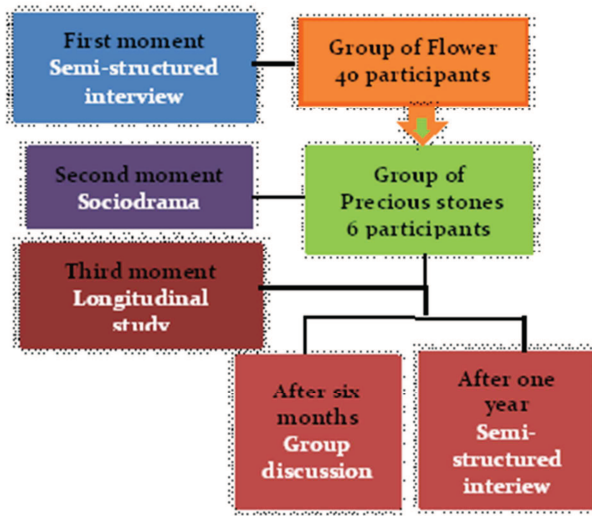 First moment
Semi-structured
interview
Group of Flower
40 participants
Second moment
Sociodrama
Group of
Precious stones
6 participants
Third moment
Longitudinal
study
After six
months
Group
discussion
After one
year
Semi-
structured
interiew